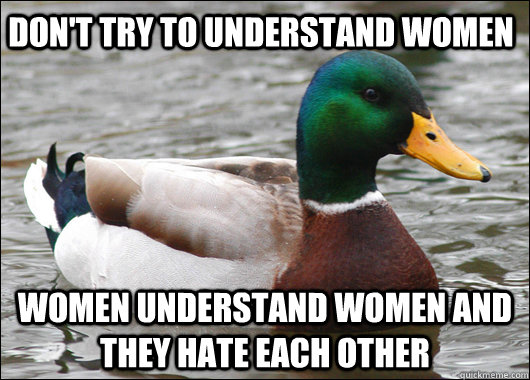 DON'T TRY TO UNDERSTAND WOMEN
WOMEN UNDERSTAND WOMEN AND
THEY HATE EACH OTHER
quickmeme.com